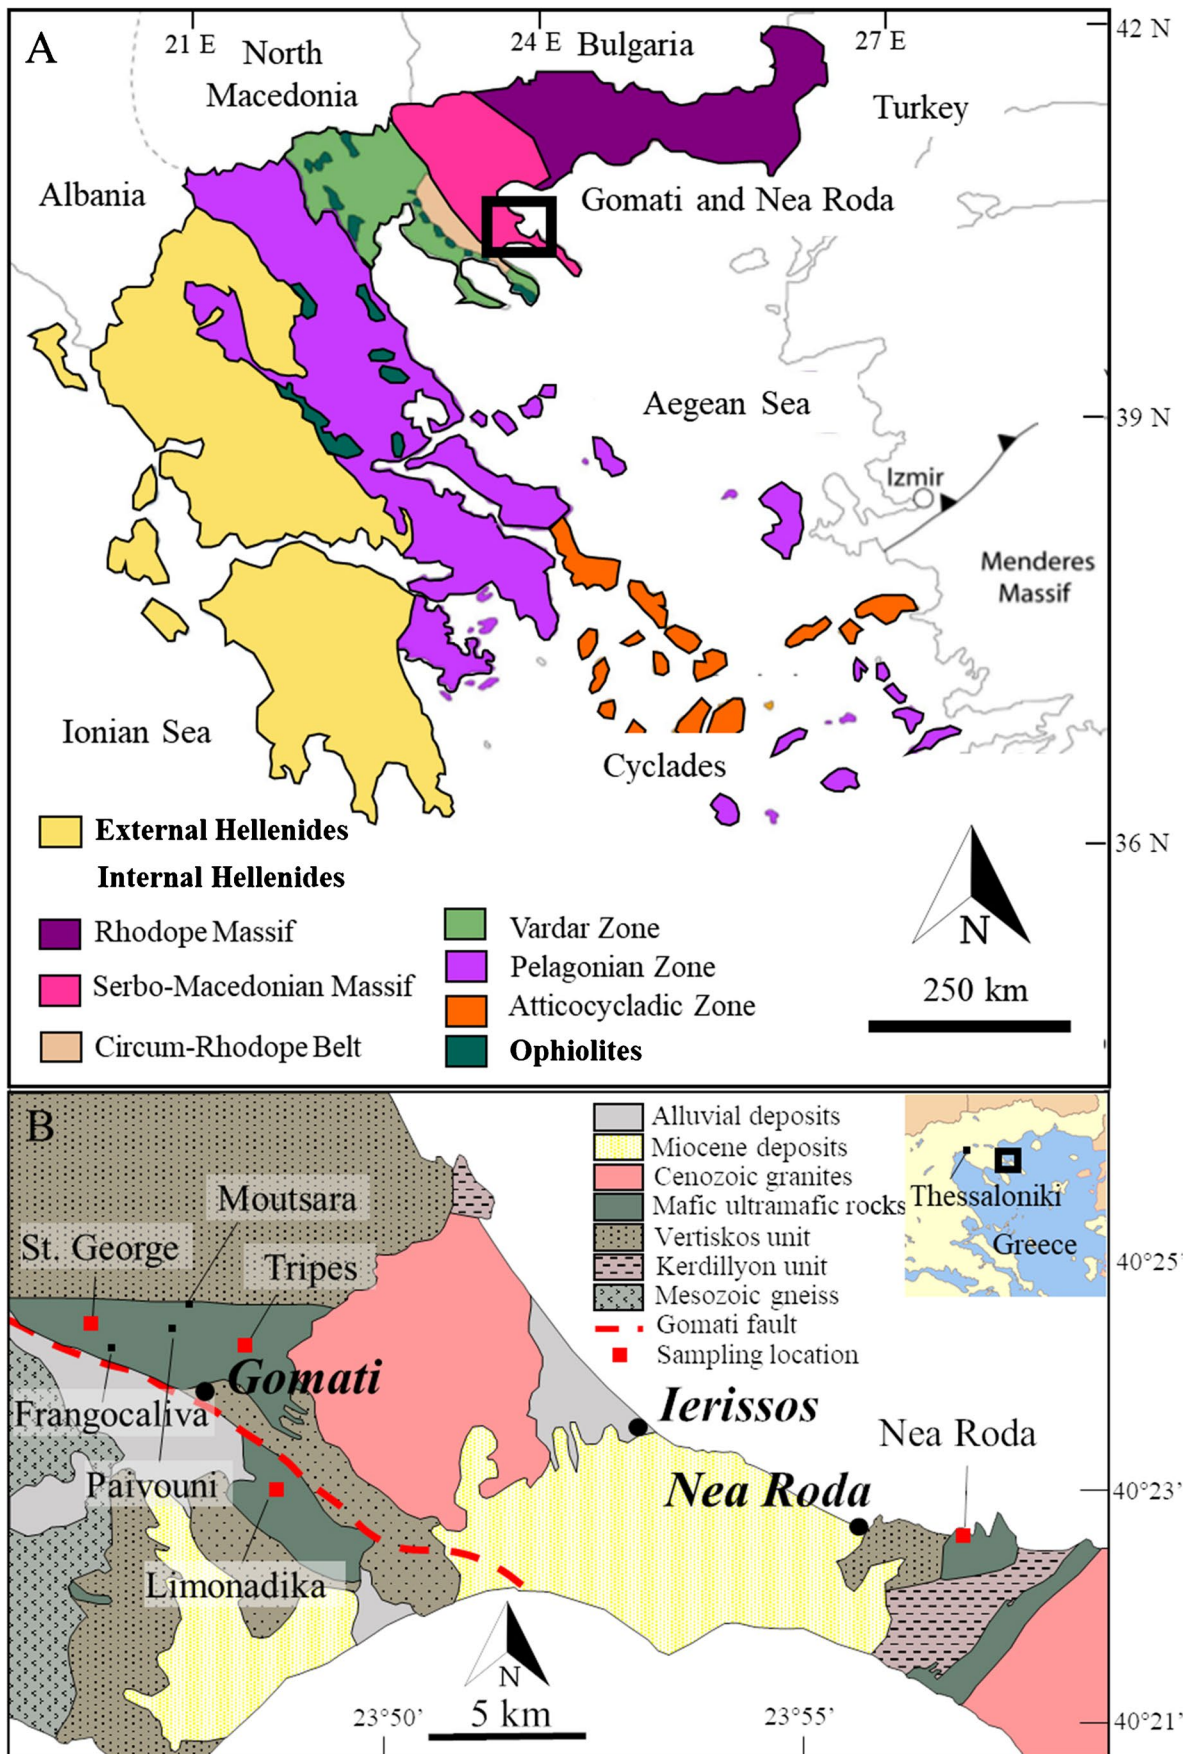 A
21 E
24 E
27 E
42 N
North
Macedonia
Bulgaria
Turkey
Albania
Gomati and Nea Roda
Aegean Sea
39 N
Izmir
Menderes
Massif
Ionian Sea
Cyclades
36 N
External Hellenides
Internal Hellenides
Rhodope Massif
Serbo-Macedonian Massif
Circum-Rhodope Belt
Vardar Zone
Pelagonian Zone
Atticocycladic Zone
Ophiolites
N
250 km
B
Alluvial deposits
Miocene deposits
Cenozoic granites
Mafic ultramafic rocks
Vertiskos unit
Kerdillyon unit
Mesozoic gneiss
Gomati fault
Sampling location
Thessaloniki
Greece
40°25'
Moutsara
St. George
Tripes
Gomati
Frangocaliva
Paivouni
Limonadika
Ierissos
Nea Roda
Nea Roda
40°23'
N
5 km
23°50'
23°55'
40°21'